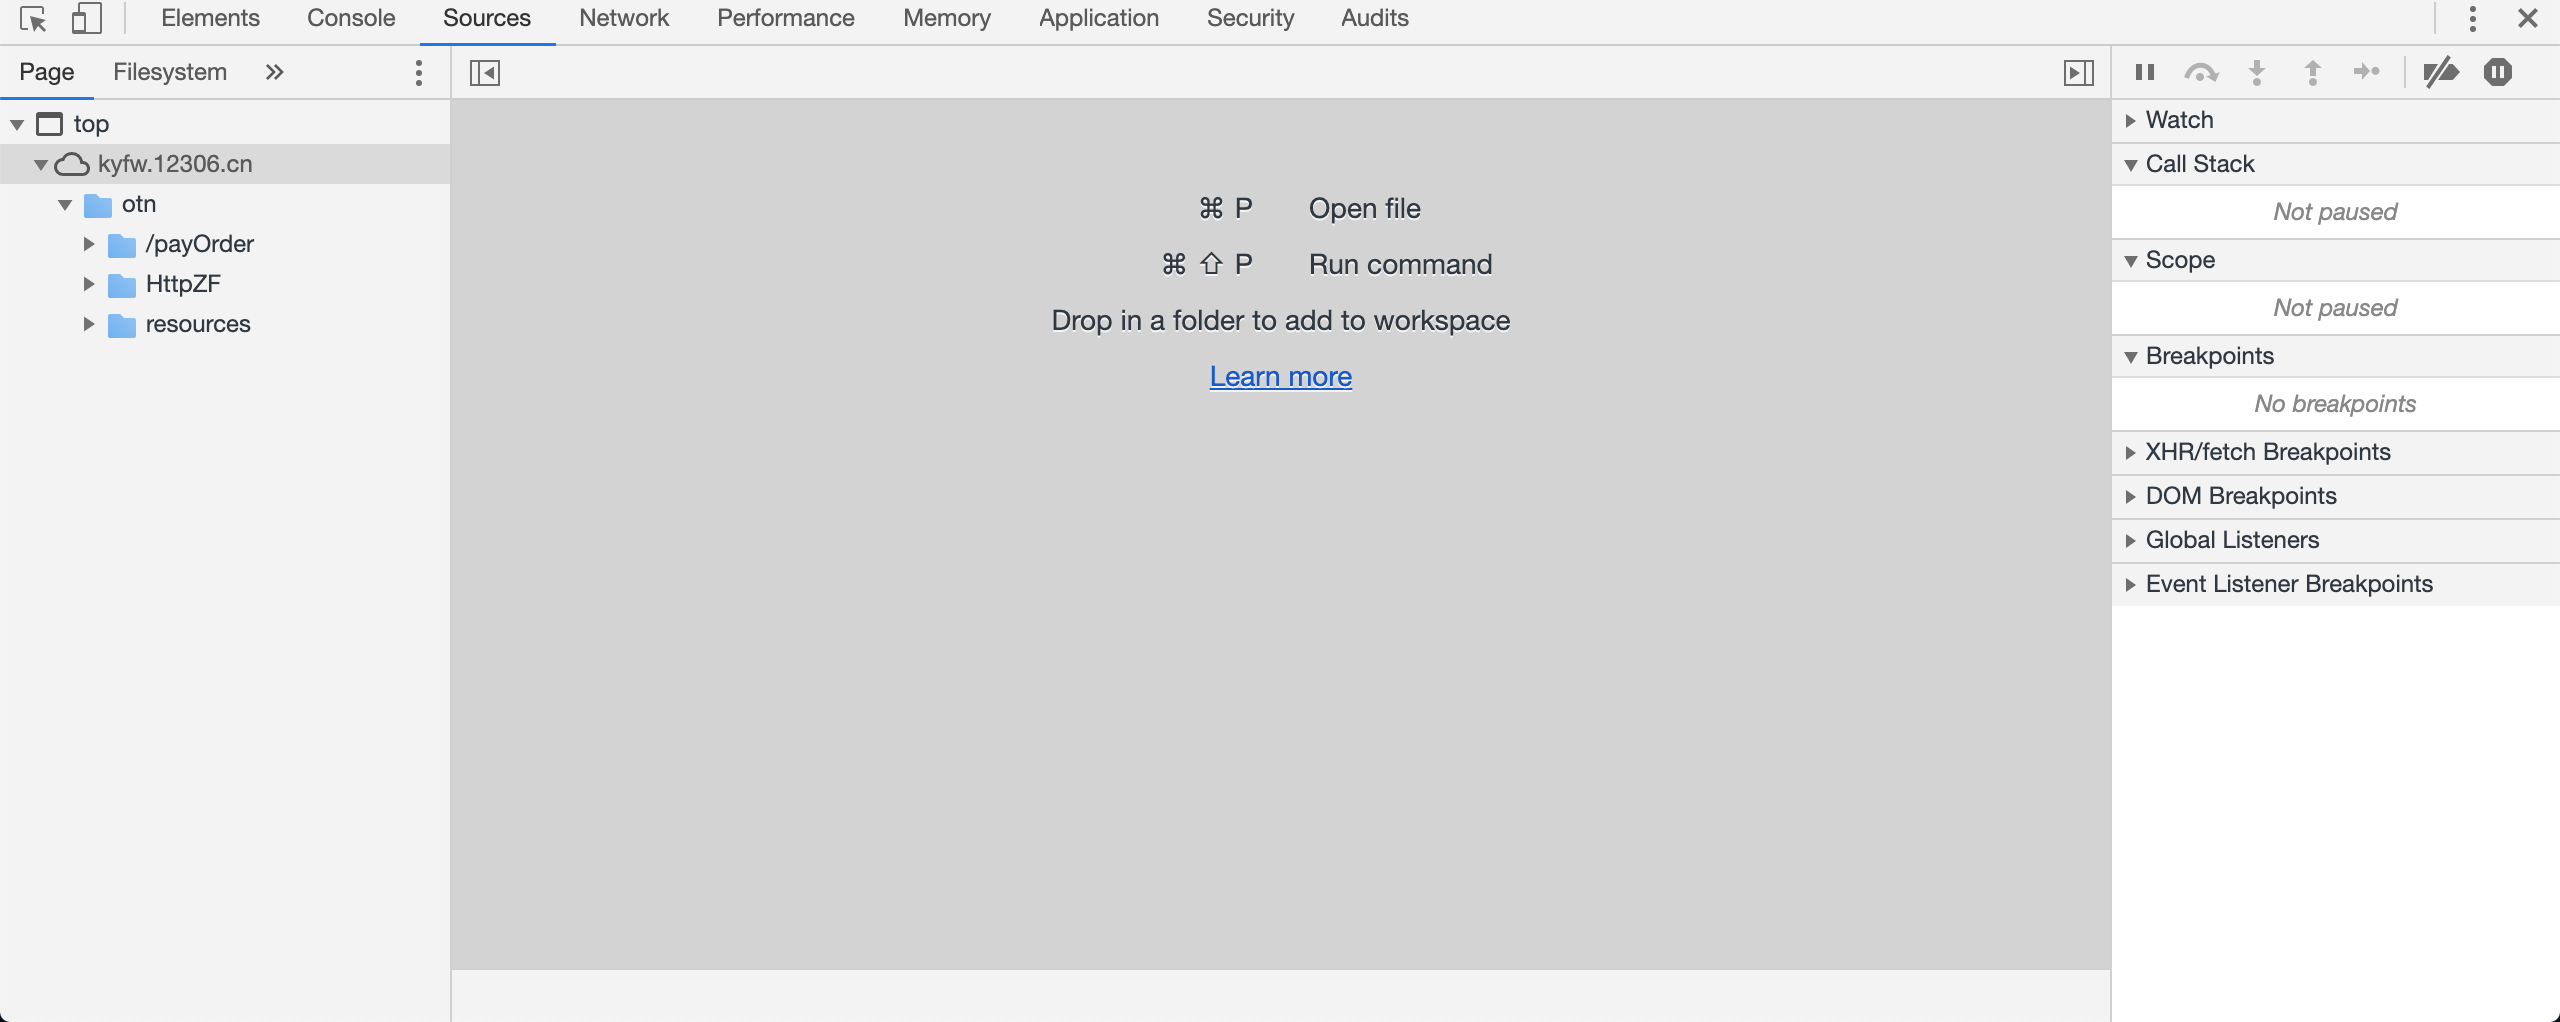 Elements Console Sources Network Performance Memory Application Security Audits
Page Filesystem »
top
kyfw.12306.cn
otn
/payOrder
HttpZF
resources
⌘ P Open file
⌘ ⇧ P Run command
Drop in a folder to add to workspace
Learn more
Watch
Call Stack
Not paused
Scope
Not paused
Breakpoints
No breakpoints
XHR/fetch Breakpoints
DOM Breakpoints
Global Listeners
Event Listener Breakpoints